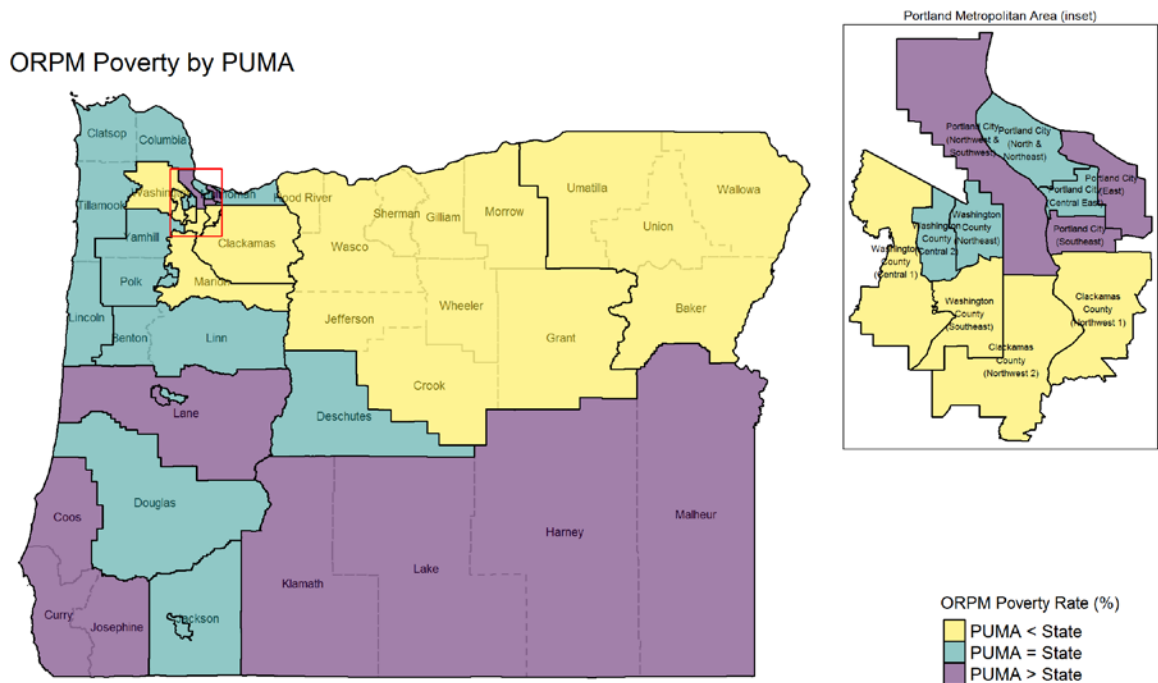 Portland Metropolitan Area (inset)
ORPM Poverty by PUMA
Clatsop
Columbia
Tillamook
Hood River
Sherman
Gilliam
Morrow
Umatilla
Wallowa
Union
Wasco
Clackamas
Yamhill
Marion
Polk
Wheeler
Jefferson
Grant
Baker
Lincoln
Benton
Linn
Crook
Lane
Deschutes
Douglas
Coos
Harney
Malheur
Lake
Klamath
Curry
Josephine
Jackson
Portland City
(Northwest &
Southwest)
Portland City
(North &
Northeast)
Portland City
(East)
Portland City
(Central East)
Portland City
(Southeast)
Washington
County
(Northeast)
Washington
County
(Central 2)
Washington
County
(Central 1)
Washington
County
(Southeast)
Clackamas
County
(Northwest 1)
Clackamas
County
(Northwest 2)
ORPM Poverty Rate (%)
PUMA < State
PUMA = State
PUMA > State